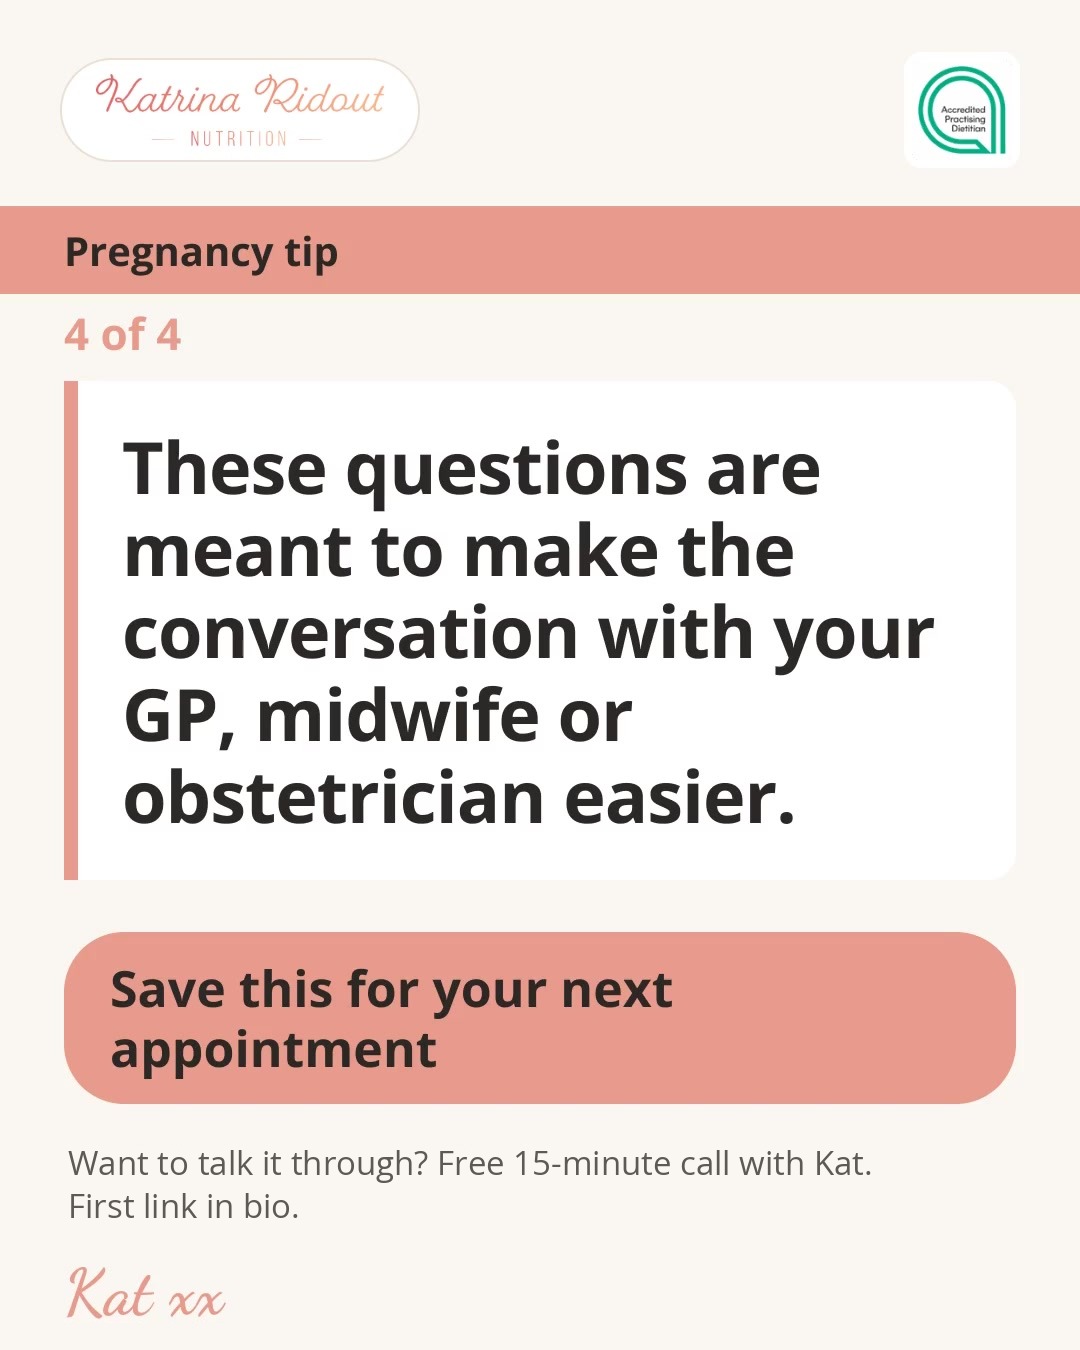 Katrina Ridout
NUTRITION
Accredited
Practising
Dietitian
Pregnancy tip
4 of 4
These questions are
meant to make the
conversation with your
GP, midwife or
obstetrician easier.
Save this for your next
appointment
Want to talk it through? Free 15-minute call with Kat.
First link in bio.
Kat xx